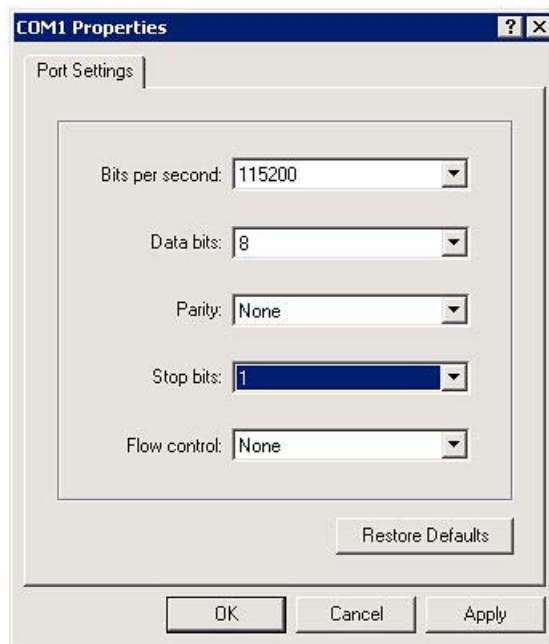 COM1 Properties
Port Settings
Bits per second: 115200
Data bits: 8
Parity: None
Stop bits: 1
Flow control: None
Restore Defaults
OK Cancel Apply